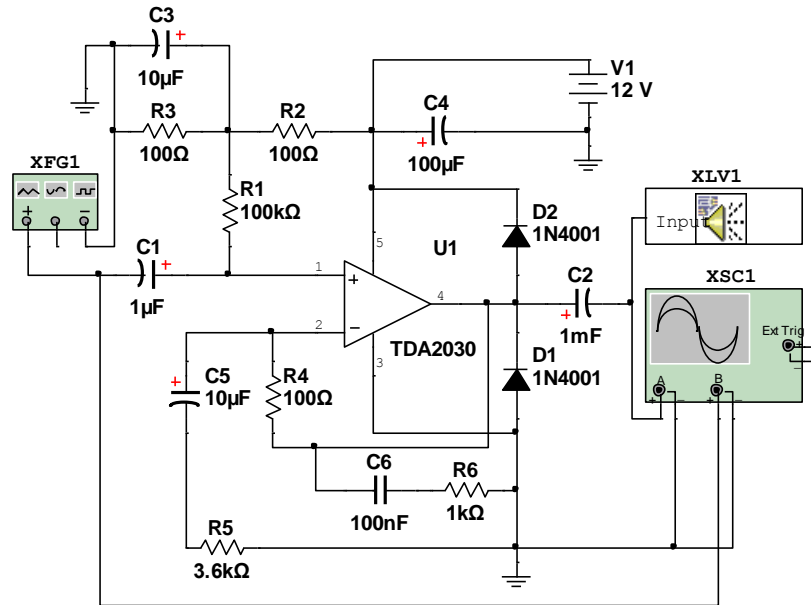 C3
+
10µF
V1
12 V
R3
100Ω
R2
100Ω
C4
+
100µF
XFG1
+
−
R1
100kΩ
C1
+
1µF
U1
1
+
2
−
3
4
5
TDA2030
D2
1N4001
C2
+
1mF
D1
1N4001
XLV1
Input
XSC1
Ext Trig
+
−
A
+
−
B
+
−
+
C5
10µF
R4
100Ω
C6
100nF
R6
1kΩ
R5
3.6kΩ